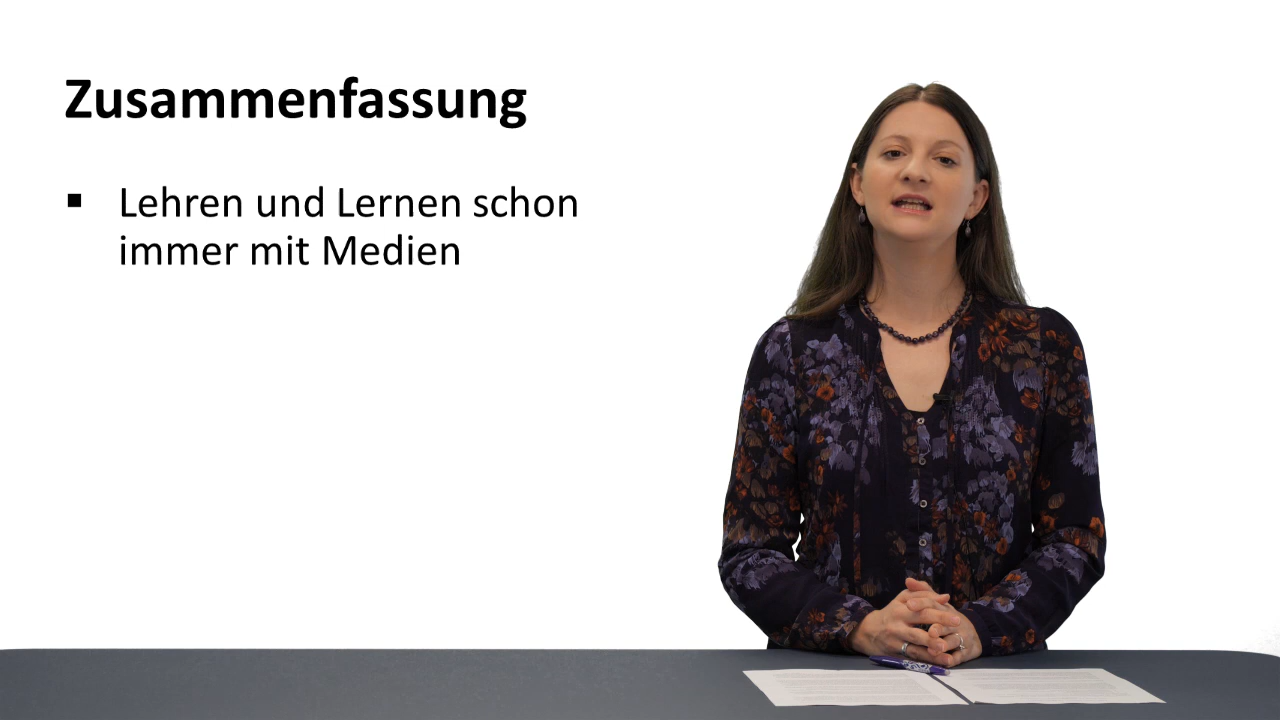 Zusammenfassung
▪ Lehren und Lernen schon
immer mit Medien